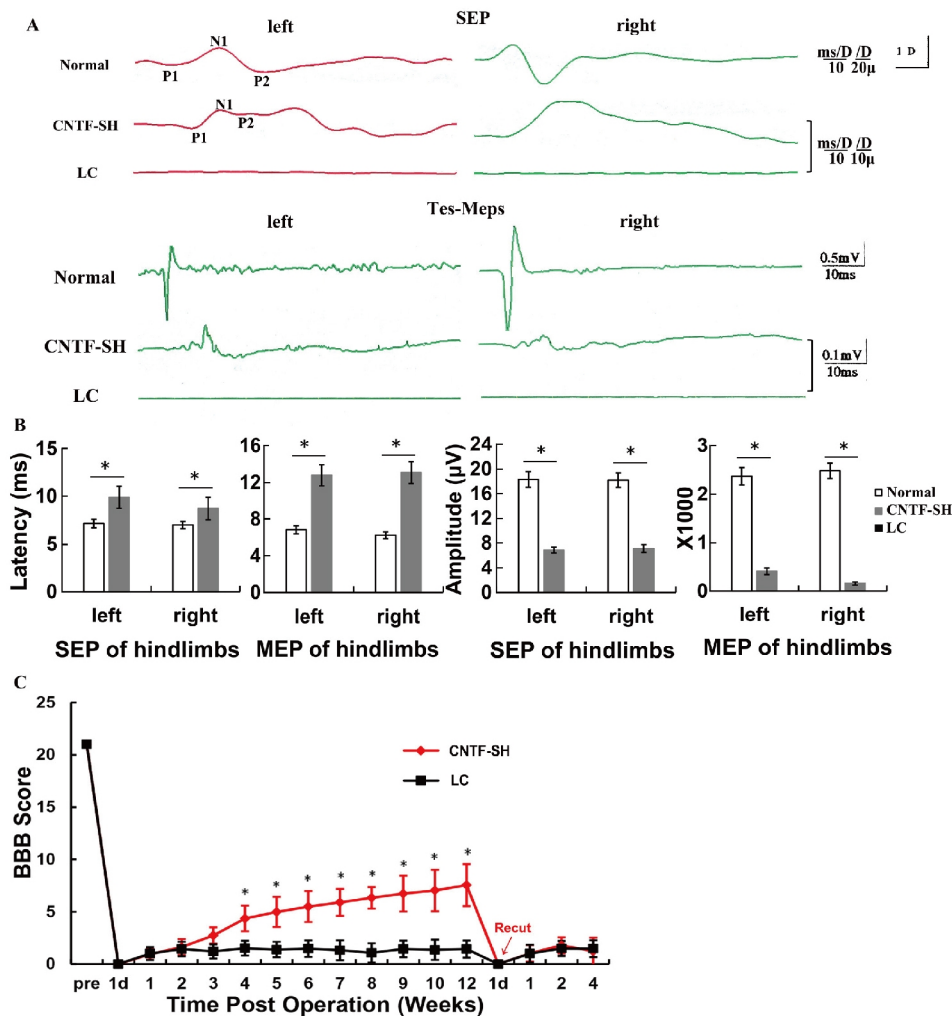 A
SEP
left
right
Normal
P1
N1
P2
ms/D /D
10 20µ
1 D
CNTF-SH
P1
N1
P2
LC
ms/D /D
10 10µ
Tes-Meps
left
right
Normal
0.5mV
10ms
CNTF-SH
LC
0.1mV
10ms
B
Latency (ms)
15
10
5
0
*
*
left
right
SEP of hindlimbs
16
12
8
4
0
*
*
left
right
MEP of hindlimbs
Amplitude (µV)
24
20
16
12
8
4
0
*
*
left
right
SEP of hindlimbs
X1000
3
2
1
0
*
*
left
right
MEP of hindlimbs
Normal
CNTF-SH
LC
C
BBB Score
25
20
15
10
5
0
CNTF-SH
LC
* * * * * * * *
Recut
pre 1d 1 2 3 4 5 6 7 8 9 10 12 1d 1 2 4
Time Post Operation (Weeks)